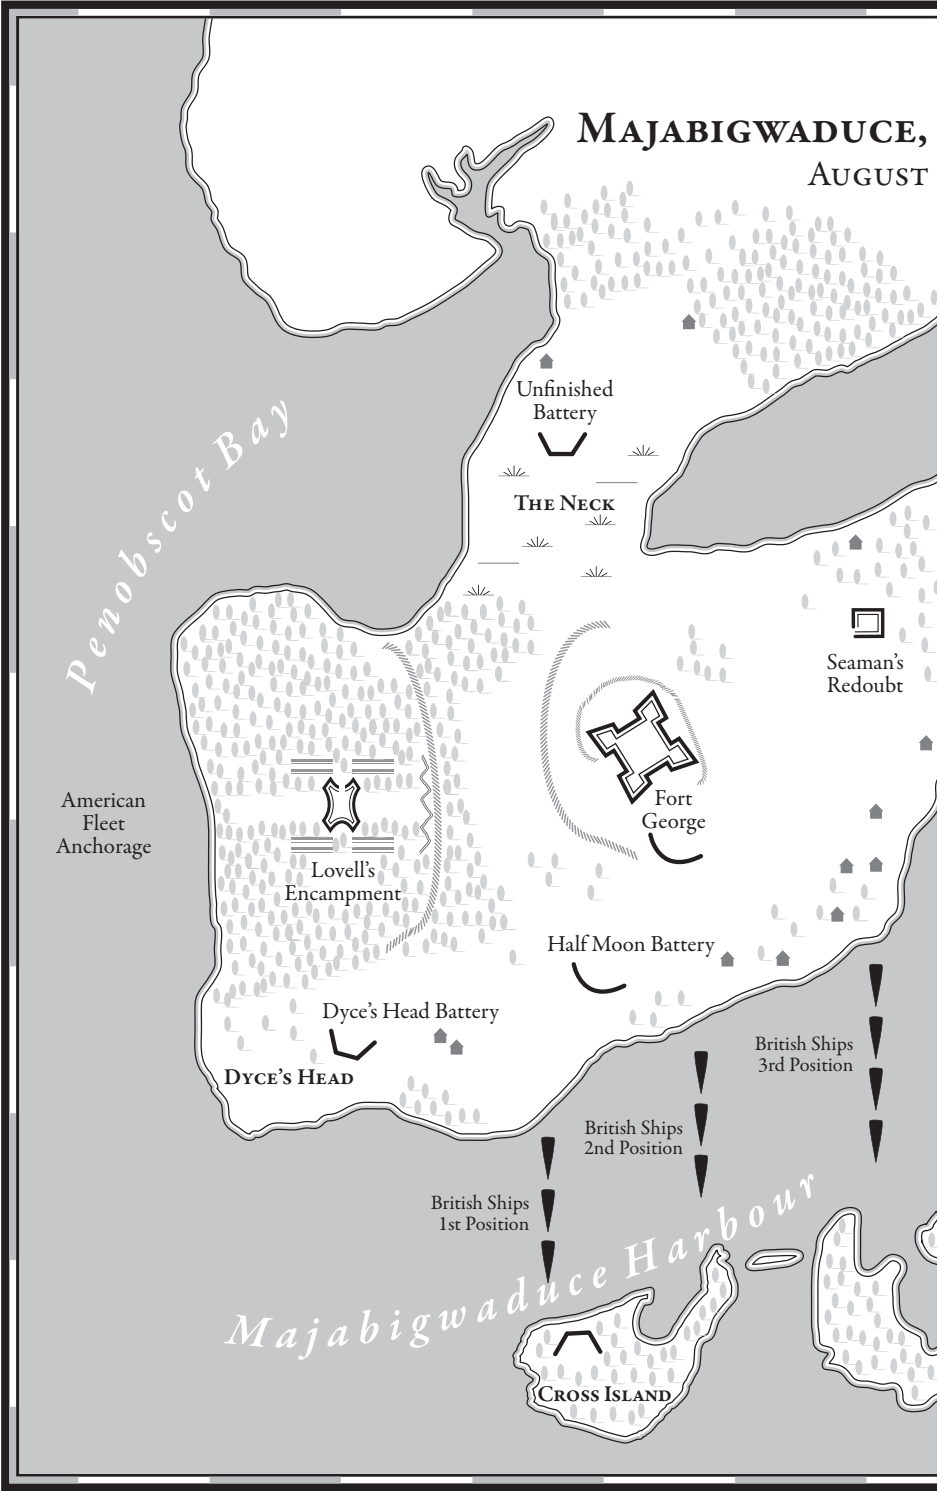 MAJABIGWADUCE,
AUGUST
Unfinished
Battery
Penobscot Bay
THE NECK
Seaman's
Redoubt
American
Fleet
Anchorage
Fort
George
Lovell's
Encampment
Half Moon Battery
Dyce's Head Battery
DYCE'S HEAD
British Ships
3rd Position
British Ships
2nd Position
British Ships
1st Position
Majabigwaduce Harbour
CROSS ISLAND